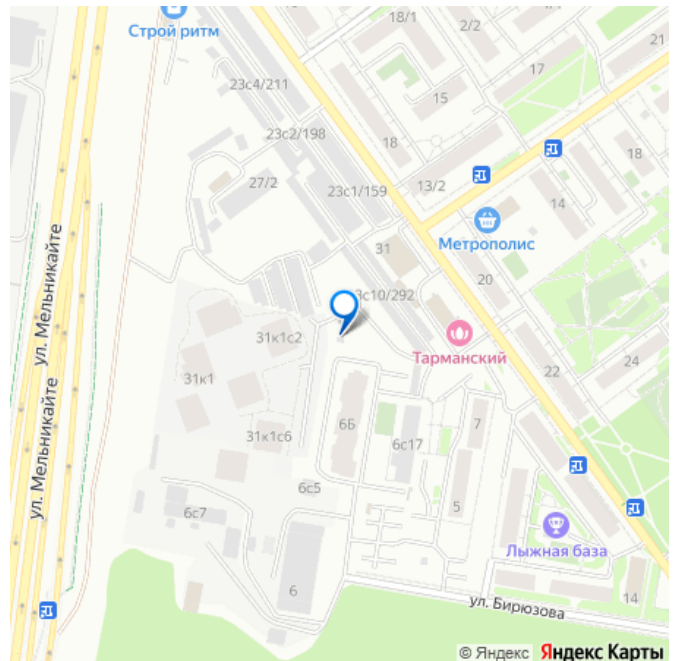 18/1
2/2
Строй ритм
21
17
23с4/211
15
23с2/198
18
18
27/2
13/2
23с1/159
14
31
Метрополис
20
ул. Мельникайте
3с10/292
31к1с2
Тарманский
24
22
31к1
ул. Мельникайте
6Б
7
31к1с6
6с17
6с5
5
6с7
Лыжная база
6
14
ул. Бирюзова
© Яндекс Яндекс Карты